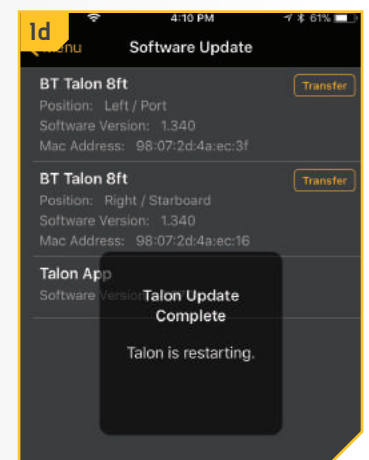 1d
4:10 PM
61%
Menu
Software Update
BT Talon 8ft
Transfer
Position: Left / Port
Software Version: 1.340
Mac Address: 98:07:2d:4a:ec:3f
BT Talon 8ft
Transfer
Position: Right / Starboard
Software Version: 1.340
Mac Address: 98:07:2d:4a:ec:16
Talon App
Software Version
Talon Update
Complete
Talon is restarting.